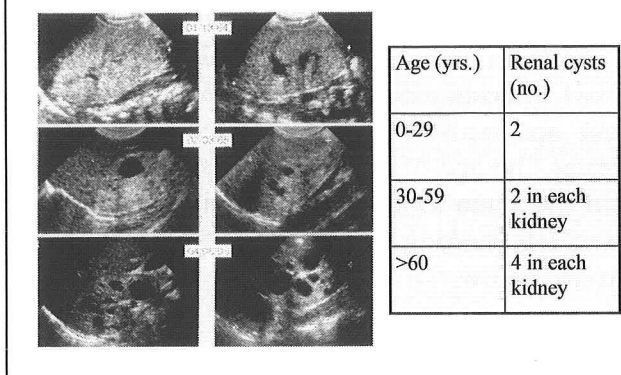 Age (yrs.)
Renal cysts
(no.)
0-29
2
30-59
2 in each
kidney
>60
4 in each
kidney